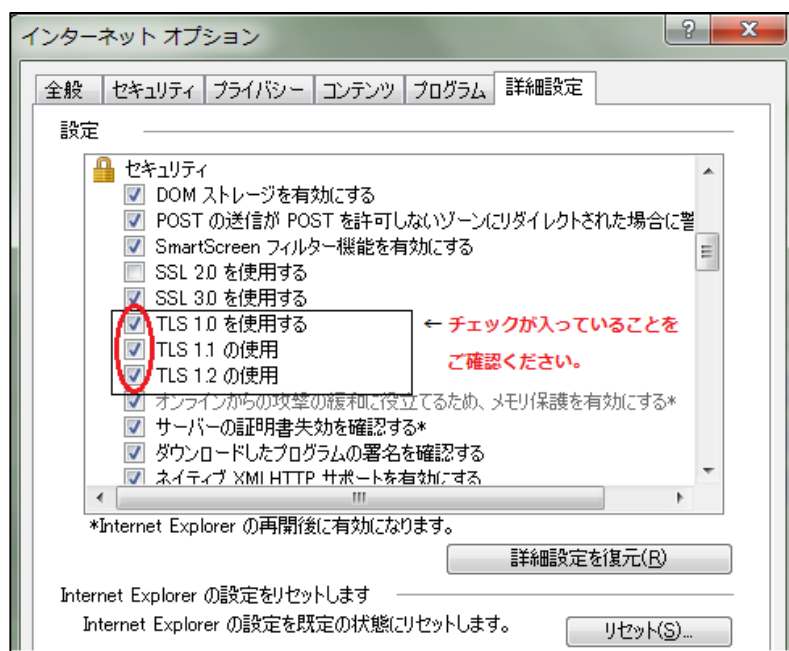 インターネット オプション
?
X
全般
セキュリティ
プライバシー
コンテンツ
プログラム
詳細設定
設定
セキュリティ
DOM ストレージを有効にする
POST の送信が POST を許可しないゾーンにリダイレクトされた場合に警
SmartScreen フィルター機能を有効にする
SSL 2.0 を使用する
SSL 3.0 を使用する
TLS 1.0 を使用する
TLS 1.1 の使用
TLS 1.2 の使用
← チェックが入っていることを
ご確認ください。
オンラインからの攻撃の緩和に役立てるため、メモリ保護を有効にする*
サーバーの証明書失効を確認する*
ダウンロードしたプログラムの署名を確認する
ネイティブ XMLHTTP サポートを有効にする
*Internet Explorer の再開後に有効になります。
詳細設定を復元(R)
Internet Explorer の設定をリセットします
Internet Explorer の設定を既定の状態にリセットします。
リセット(S)...